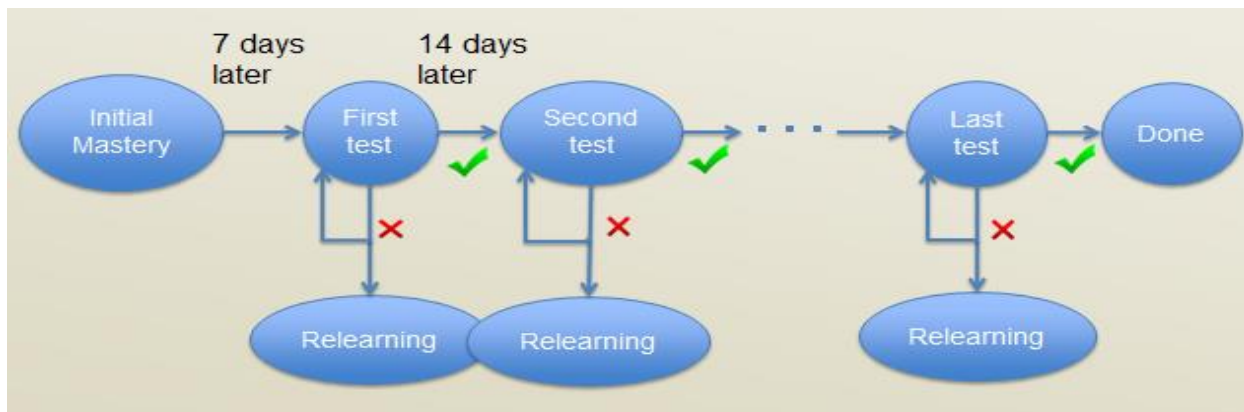 7 days
later
14 days
later
Initial
Mastery
First
test
Second
test
. . . .
Last
test
Done
Relearning
Relearning
Relearning